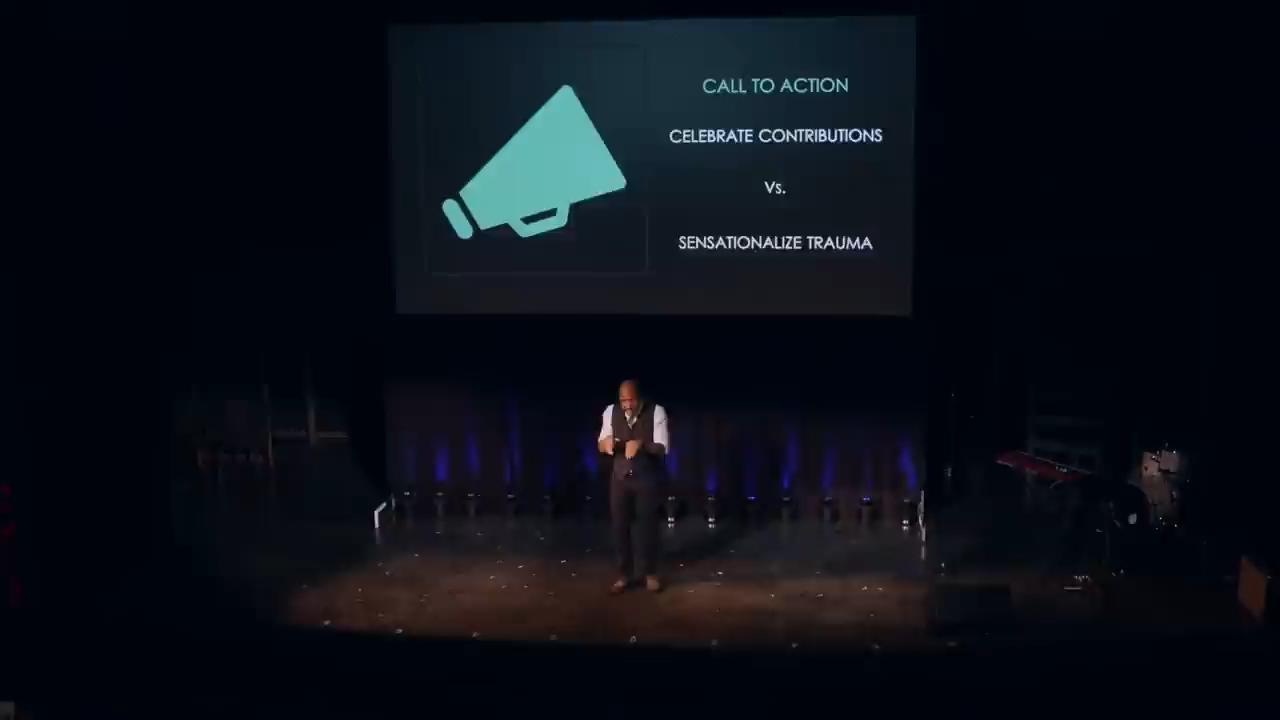 CALL TO ACTION
CELEBRATE CONTRIBUTIONS
Vs.
SENSATIONALIZE TRAUMA